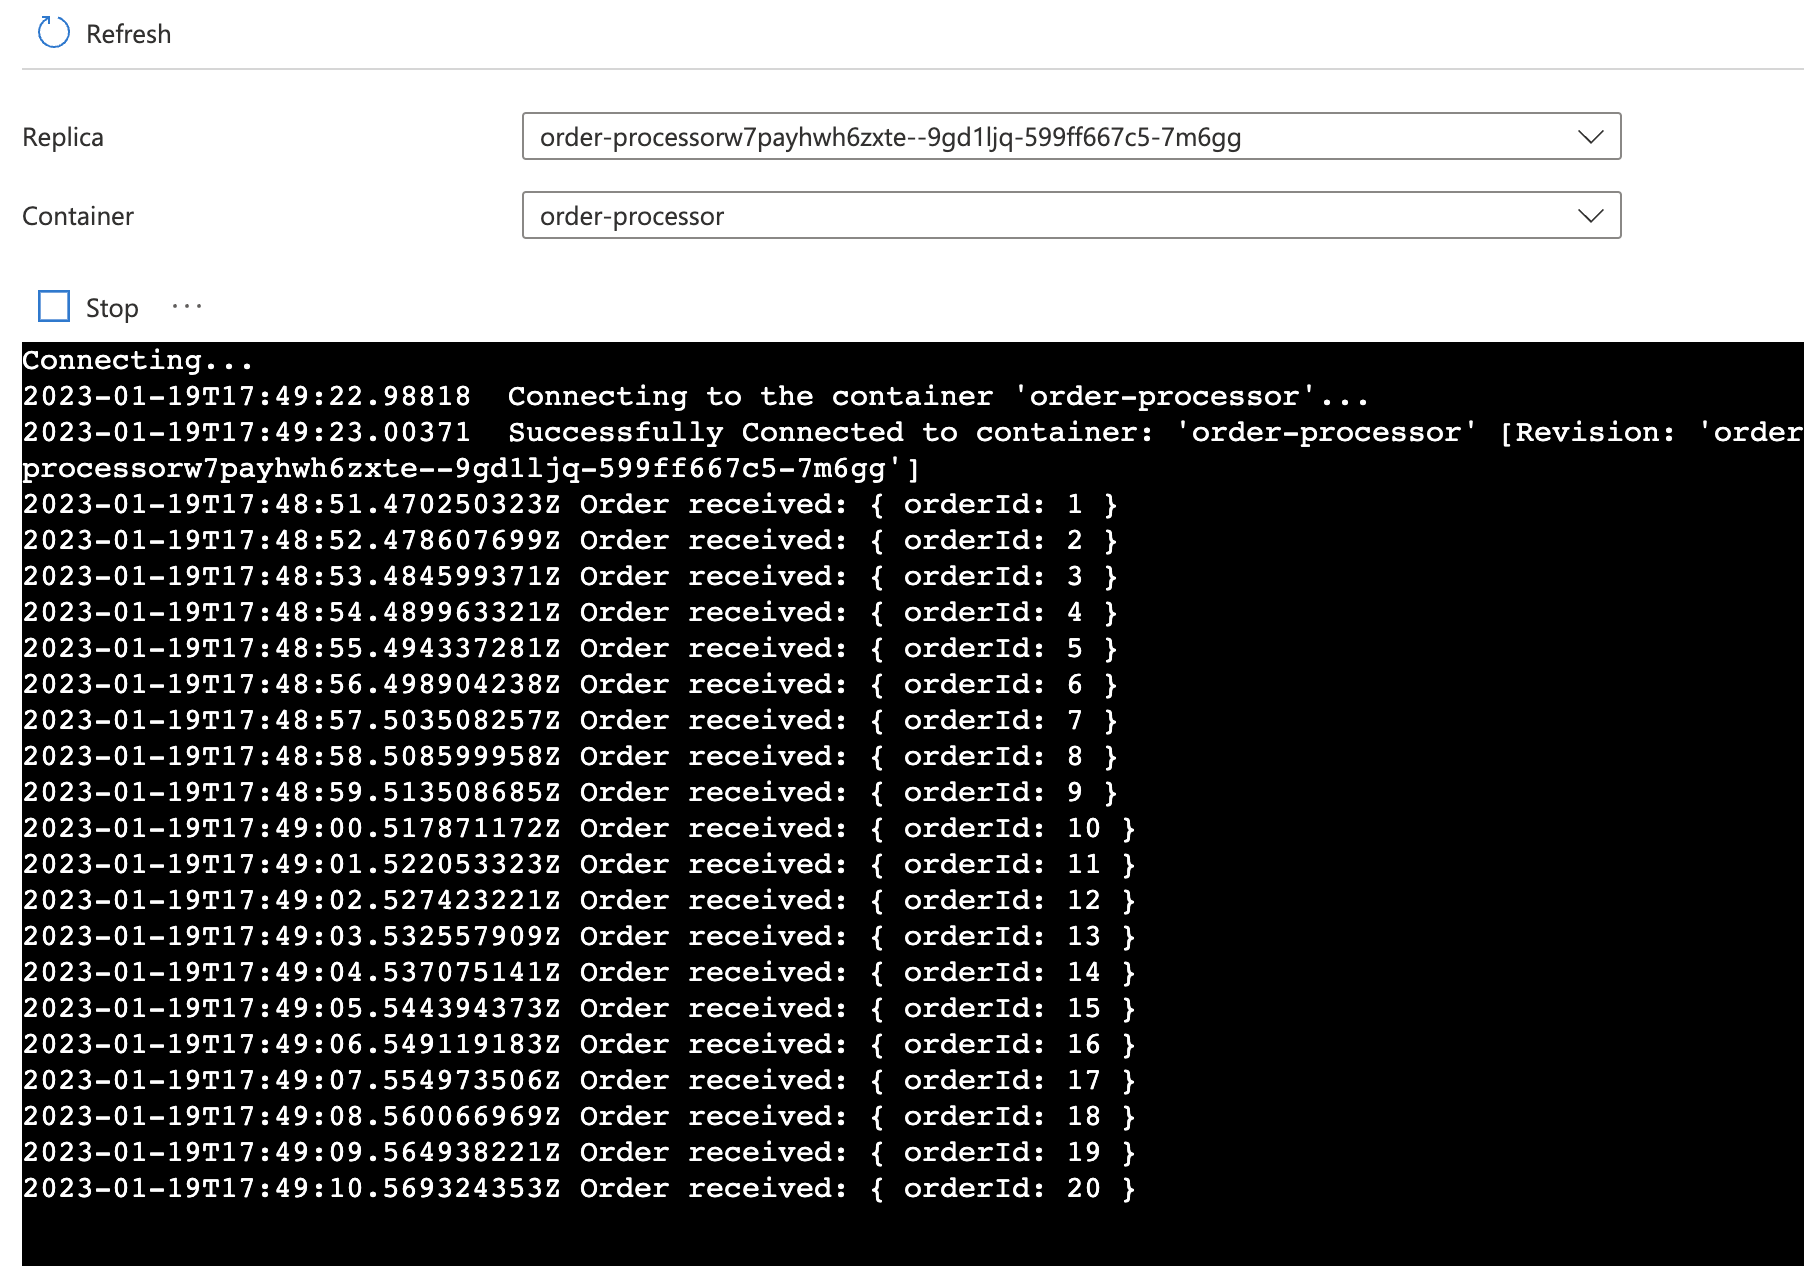 Refresh
Replica
order-processorw7payhwh6zxte--9gd1ljq-599ff667c5-7m6gg
Container
order-processor
Stop ···
Connecting...
2023-01-19T17:49:22.98818  Connecting to the container 'order-processor'...
2023-01-19T17:49:23.00371  Successfully Connected to container: 'order-processor' [Revision: 'order
processorw7payhwh6zxte--9gd1ljq-599ff667c5-7m6gg']
2023-01-19T17:48:51.470250323Z Order received: { orderId: 1 }
2023-01-19T17:48:52.478607699Z Order received: { orderId: 2 }
2023-01-19T17:48:53.484599371Z Order received: { orderId: 3 }
2023-01-19T17:48:54.489963321Z Order received: { orderId: 4 }
2023-01-19T17:48:55.494337281Z Order received: { orderId: 5 }
2023-01-19T17:48:56.498904238Z Order received: { orderId: 6 }
2023-01-19T17:48:57.503508257Z Order received: { orderId: 7 }
2023-01-19T17:48:58.508599958Z Order received: { orderId: 8 }
2023-01-19T17:48:59.513508685Z Order received: { orderId: 9 }
2023-01-19T17:49:00.517871172Z Order received: { orderId: 10 }
2023-01-19T17:49:01.522053323Z Order received: { orderId: 11 }
2023-01-19T17:49:02.527423221Z Order received: { orderId: 12 }
2023-01-19T17:49:03.532557909Z Order received: { orderId: 13 }
2023-01-19T17:49:04.537075141Z Order received: { orderId: 14 }
2023-01-19T17:49:05.544394373Z Order received: { orderId: 15 }
2023-01-19T17:49:06.549119183Z Order received: { orderId: 16 }
2023-01-19T17:49:07.554973506Z Order received: { orderId: 17 }
2023-01-19T17:49:08.560066969Z Order received: { orderId: 18 }
2023-01-19T17:49:09.564938221Z Order received: { orderId: 19 }
2023-01-19T17:49:10.569324353Z Order received: { orderId: 20 }